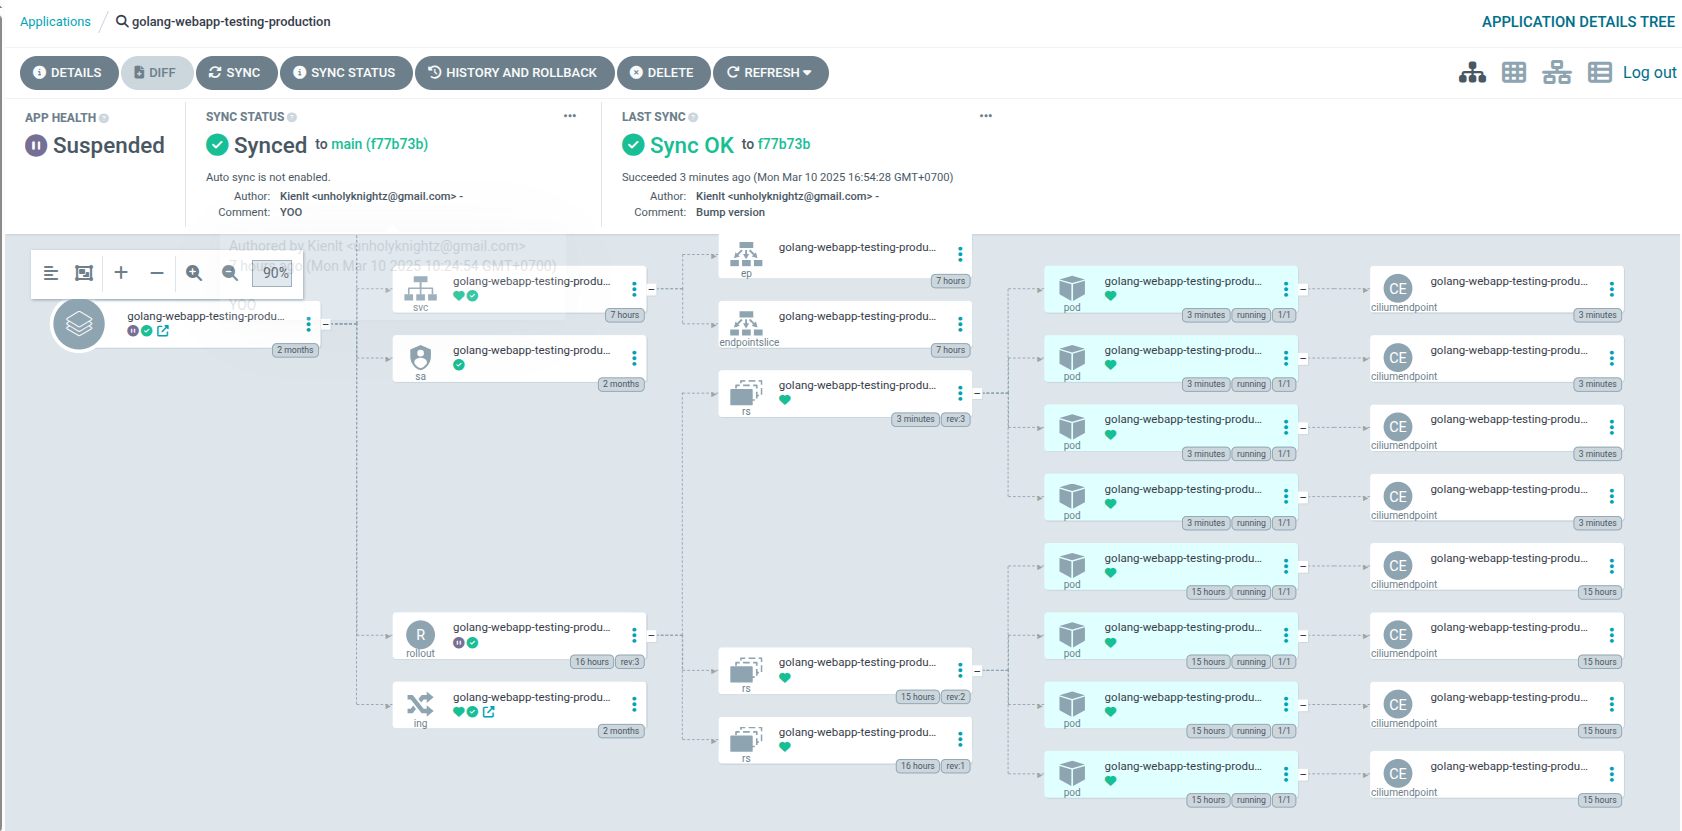 Applications / golang-webapp-testing-production
APPLICATION DETAILS TREE
DETAILS DIFF SYNC SYNC STATUS HISTORY AND ROLLBACK DELETE REFRESH
Log out
APP HEALTH
Suspended
SYNC STATUS
Synced to main (f77b73b)
Auto sync is not enabled.
Author: Kienlt <unholyknightz@gmail.com> -
Comment: YOO
LAST SYNC
Sync OK to f77b73b
Succeeded 3 minutes ago (Mon Mar 10 2025 16:54:28 GMT+0700)
Author: Kienlt <unholyknightz@gmail.com> -
Comment: Bump version
Authored by Kienlt <unholyknightz@gmail.com>
7 hours ago (Mon Mar 10 2025 10:24:54 GMT+0700)
YOO
90%
golang-webapp-testing-produ...
2 months
golang-webapp-testing-produ...
svc
7 hours
golang-webapp-testing-produ...
sa
2 months
R
golang-webapp-testing-produ...
rollout
16 hours rev:3
golang-webapp-testing-produ...
ing
2 months
golang-webapp-testing-produ...
ep
7 hours
golang-webapp-testing-produ...
endpointslice
7 hours
golang-webapp-testing-produ...
rs
3 minutes rev:3
golang-webapp-testing-produ...
rs
15 hours rev:2
golang-webapp-testing-produ...
rs
16 hours rev:1
golang-webapp-testing-produ...
pod
3 minutes running 1/1
golang-webapp-testing-produ...
pod
3 minutes running 1/1
golang-webapp-testing-produ...
pod
3 minutes running 1/1
golang-webapp-testing-produ...
pod
3 minutes running 1/1
golang-webapp-testing-produ...
pod
15 hours running 1/1
golang-webapp-testing-produ...
pod
15 hours running 1/1
golang-webapp-testing-produ...
pod
15 hours running 1/1
golang-webapp-testing-produ...
pod
15 hours running 1/1
CE
golang-webapp-testing-produ...
ciliumendpoint
3 minutes
CE
golang-webapp-testing-produ...
ciliumendpoint
3 minutes
CE
golang-webapp-testing-produ...
ciliumendpoint
3 minutes
CE
golang-webapp-testing-produ...
ciliumendpoint
3 minutes
CE
golang-webapp-testing-produ...
ciliumendpoint
15 hours
CE
golang-webapp-testing-produ...
ciliumendpoint
15 hours
CE
golang-webapp-testing-produ...
ciliumendpoint
15 hours
CE
golang-webapp-testing-produ...
ciliumendpoint
15 hours